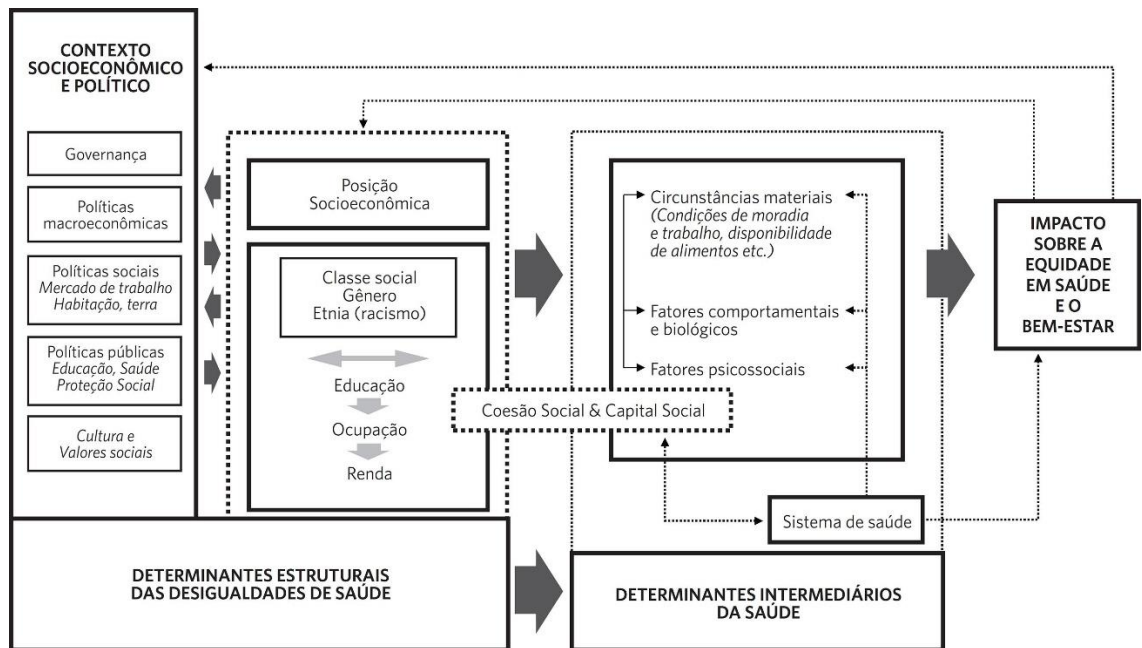 CONTEXTO
SOCIOECONÔMICO
E POLÍTICO
Governança
Políticas
macroeconômicas
Políticas sociais
Mercado de trabalho
Habitação, terra
Políticas públicas
Educação, Saúde
Proteção Social
Cultura e
Valores sociais
Posição
Socioeconômica
Classe social
Gênero
Etnia (racismo)
Educação
Ocupação
Renda
Coesão Social & Capital Social
Circunstâncias materiais
(Condições de moradia
e trabalho, disponibilidade
de alimentos etc.)
Fatores comportamentais
e biológicos
Fatores psicossociais
Sistema de saúde
IMPACTO
SOBRE A
EQUIDADE
EM SAÚDE
E O
BEM-ESTAR
DETERMINANTES ESTRUTURAIS
DAS DESIGUALDADES DE SAÚDE
DETERMINANTES INTERMEDIÁRIOS
DA SAÚDE